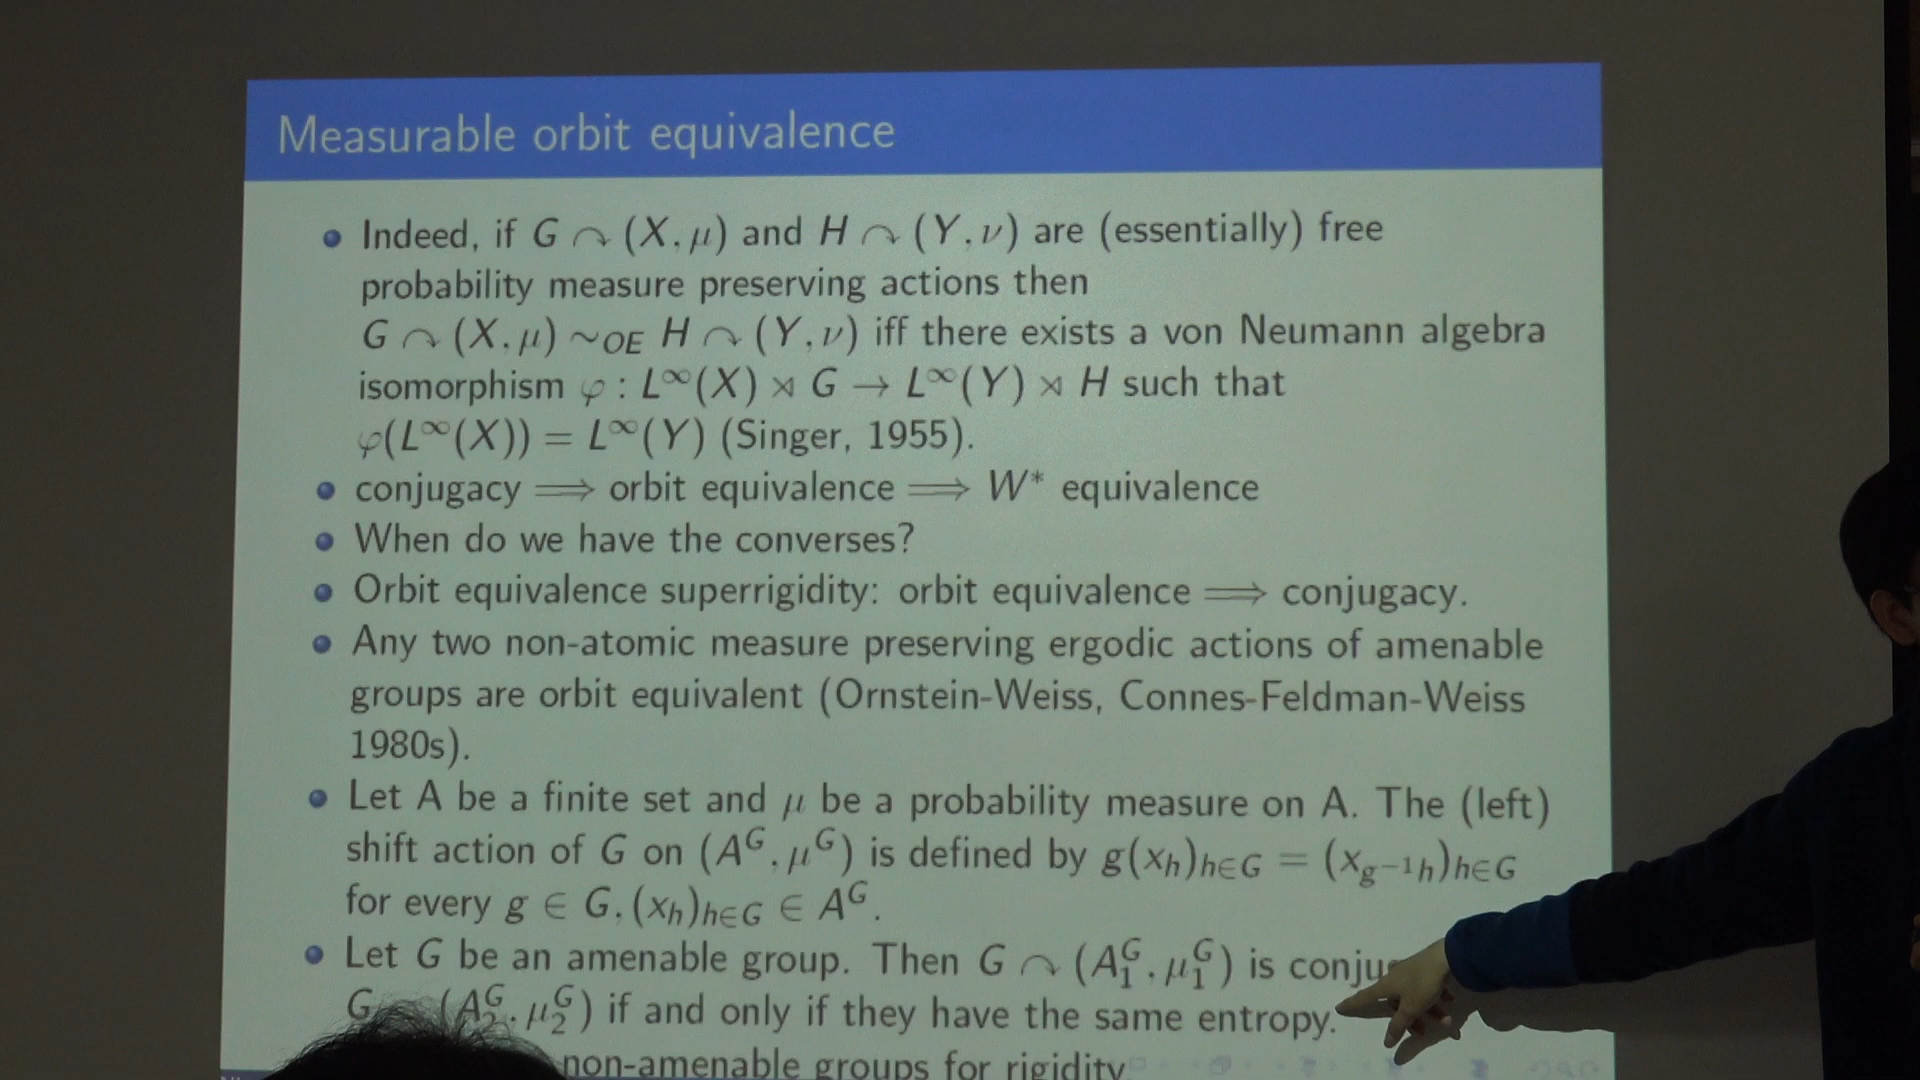 Measurable orbit equivalence
Indeed, if G ↷ (X, μ) and H ↷ (Y, ν) are (essentially) free
probability measure preserving actions then
G ↷ (X, μ) ∼OE H ↷ (Y, ν) iff there exists a von Neumann algebra
isomorphism φ : L∞(X) ⋊ G → L∞(Y) ⋊ H such that
φ(L∞(X)) = L∞(Y) (Singer, 1955).
conjugacy ⟹ orbit equivalence ⟹ W* equivalence
When do we have the converses?
Orbit equivalence superrigidity: orbit equivalence ⟹ conjugacy.
Any two non-atomic measure preserving ergodic actions of amenable
groups are orbit equivalent (Ornstein-Weiss, Connes-Feldman-Weiss
1980s).
Let A be a finite set and μ be a probability measure on A. The (left)
shift action of G on (A^G, μ^G) is defined by g(x_h)_{h∈G} = (x_{g⁻¹h})_{h∈G}
for every g ∈ G, (x_h)_{h∈G} ∈ A^G.
Let G be an amenable group. Then G ↷ (A_1^G, μ_1^G) is
G (A_2^G, μ_2^G) if and only if they have the same entropy.
non-amenable groups for rigidity